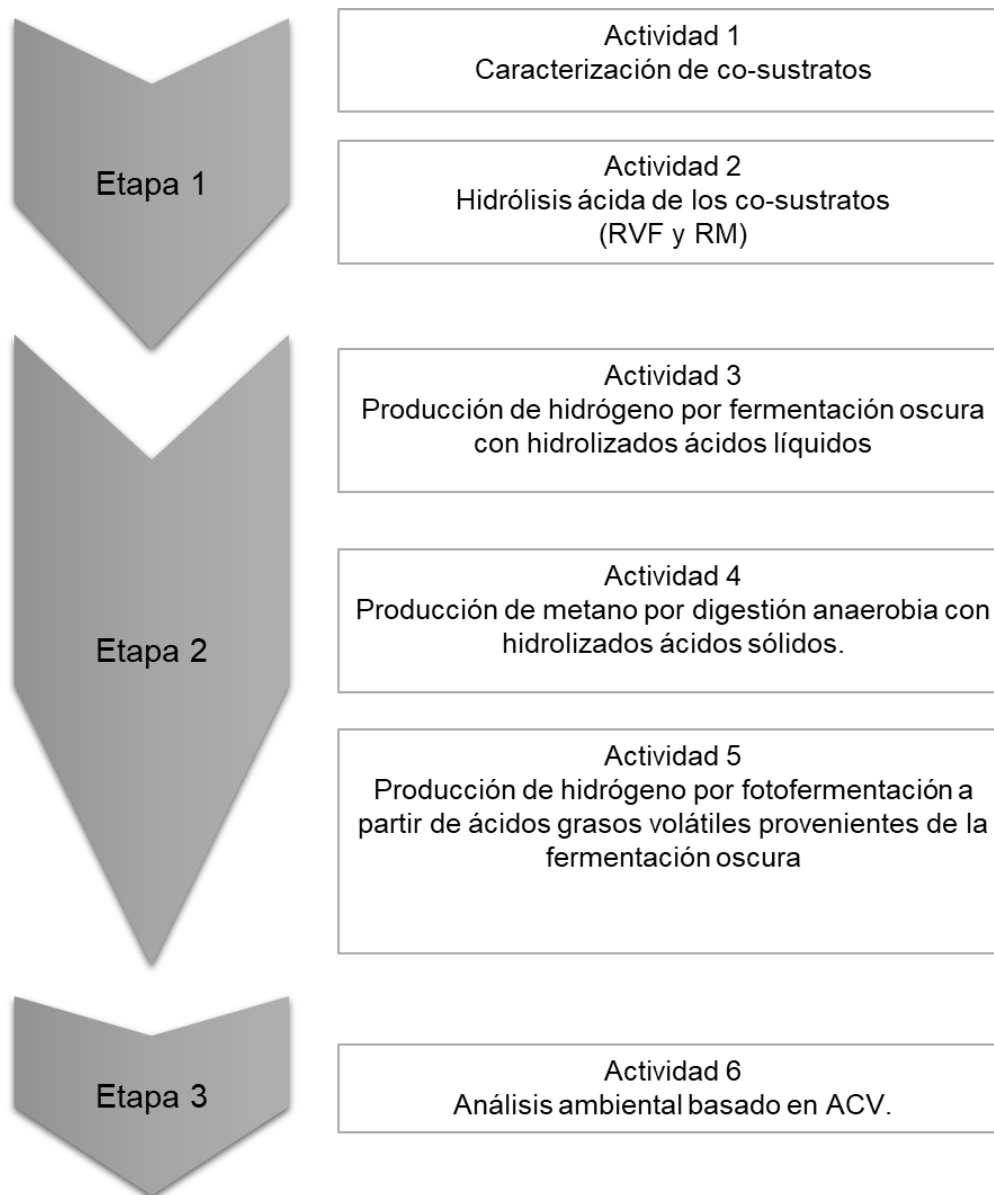 Etapa 1
Actividad 1
Caracterización de co-sustratos
Actividad 2
Hidrólisis ácida de los co-sustratos
(RVF y RM)
Etapa 2
Actividad 3
Producción de hidrógeno por fermentación oscura
con hidrolizados ácidos líquidos
Actividad 4
Producción de metano por digestión anaerobia con
hidrolizados ácidos sólidos.
Actividad 5
Producción de hidrógeno por fotofermentación a
partir de ácidos grasos volátiles provenientes de la
fermentación oscura
Etapa 3
Actividad 6
Análisis ambiental basado en ACV.